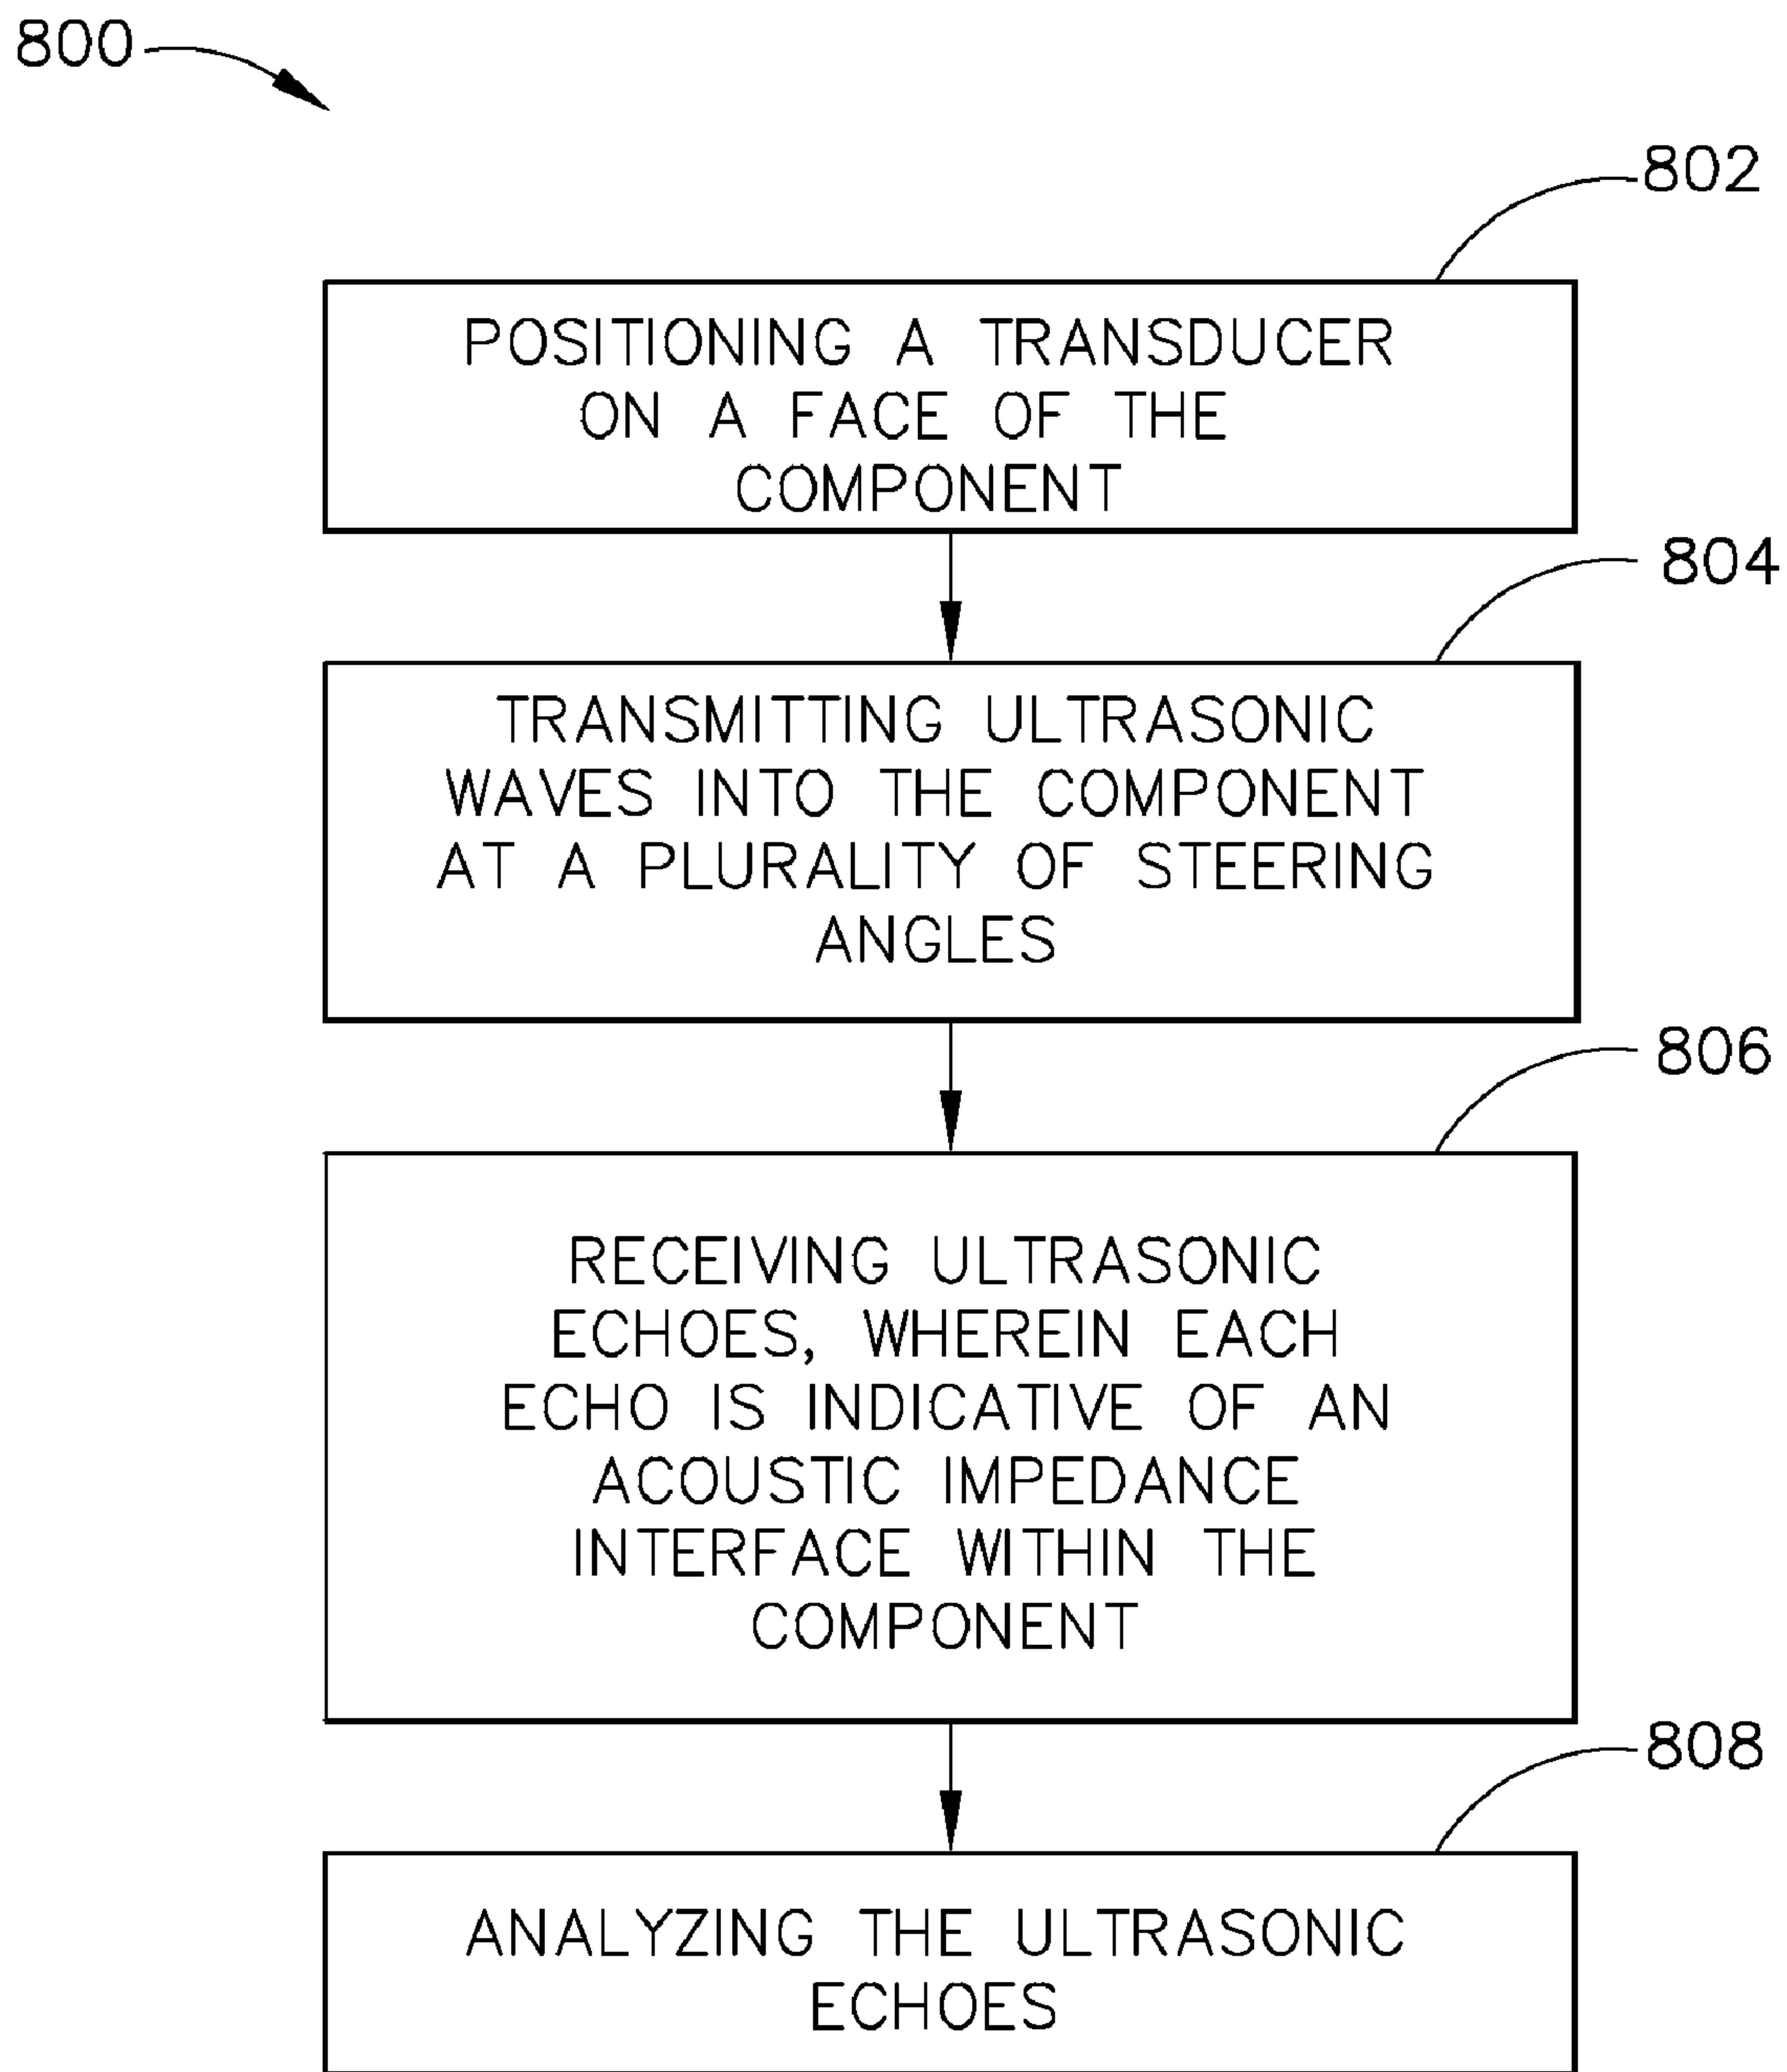 800
802
POSITIONING A TRANSDUCER
ON A FACE OF THE
COMPONENT
804
TRANSMITTING ULTRASONIC
WAVES INTO THE COMPONENT
AT A PLURALITY OF STEERING
ANGLES
806
RECEIVING ULTRASONIC
ECHOES, WHEREIN EACH
ECHO IS INDICATIVE OF AN
ACOUSTIC IMPEDANCE
INTERFACE WITHIN THE
COMPONENT
808
ANALYZING THE ULTRASONIC
ECHOES